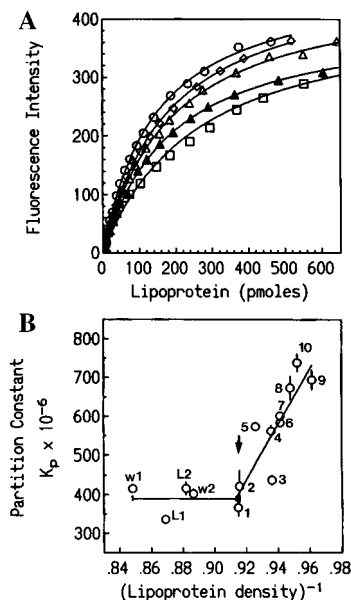 A
400
300
200
100
0
Fluorescence Intensity
0 100 200 300 400 500 600
Lipoprotein (pmoles)
B
800
700
600
500
400
300
Partition Constant
Kp × 10-6
w1
L1
L2
w2
1
2
3
4
5
6
7
8
9
10
.84 .86 .88 .90 .92 .94 .96 .98
(Lipoprotein density)-1